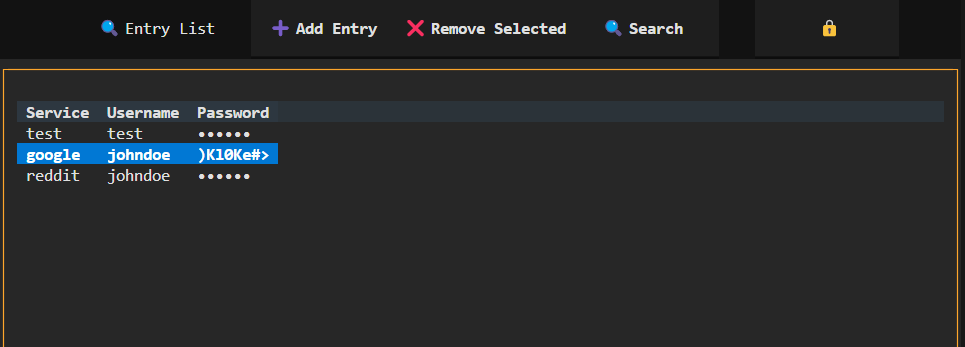 Entry List Add Entry Remove Selected Search
Service Username Password
test test ••••••
google johndoe )Kl0Ke#>
reddit johndoe ••••••